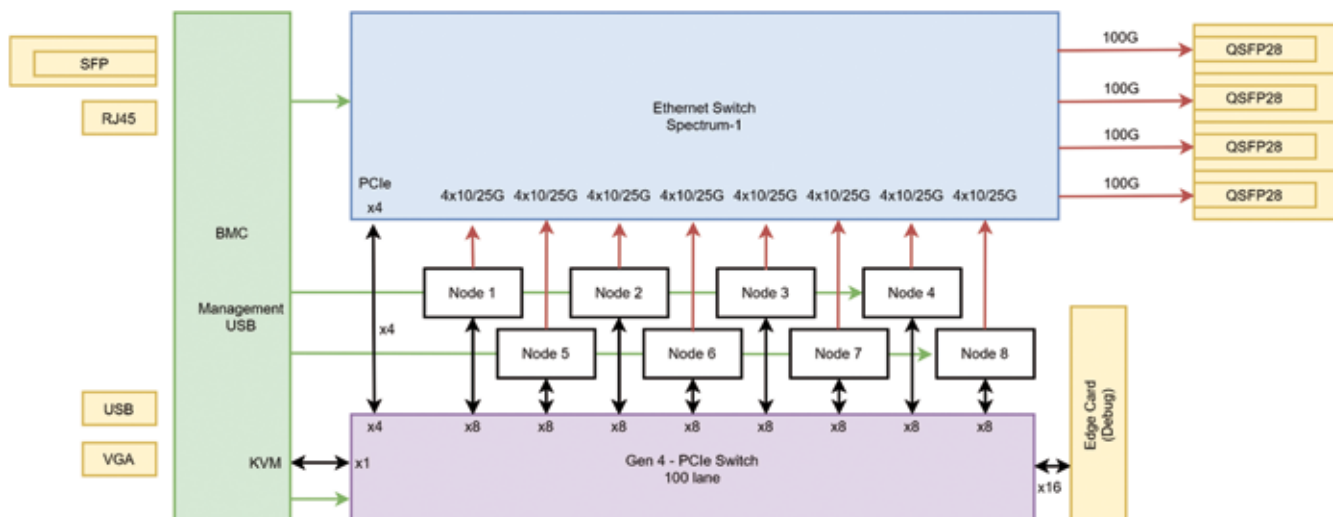 SFP
RJ45
USB
VGA
BMC
Management
USB
KVM
Ethernet Switch
Spectrum-1
PCIe
x4
4x10/25G 4x10/25G 4x10/25G 4x10/25G 4x10/25G 4x10/25G 4x10/25G 4x10/25G
100G
QSFP28
100G
QSFP28
100G
QSFP28
100G
QSFP28
Node 1 Node 2 Node 3 Node 4
x4
Node 5 Node 6 Node 7 Node 8
x4 x8 x8 x8 x8 x8 x8 x8 x8
x1
Gen 4 - PCIe Switch
100 lane
x16
Edge Card
(Debug)